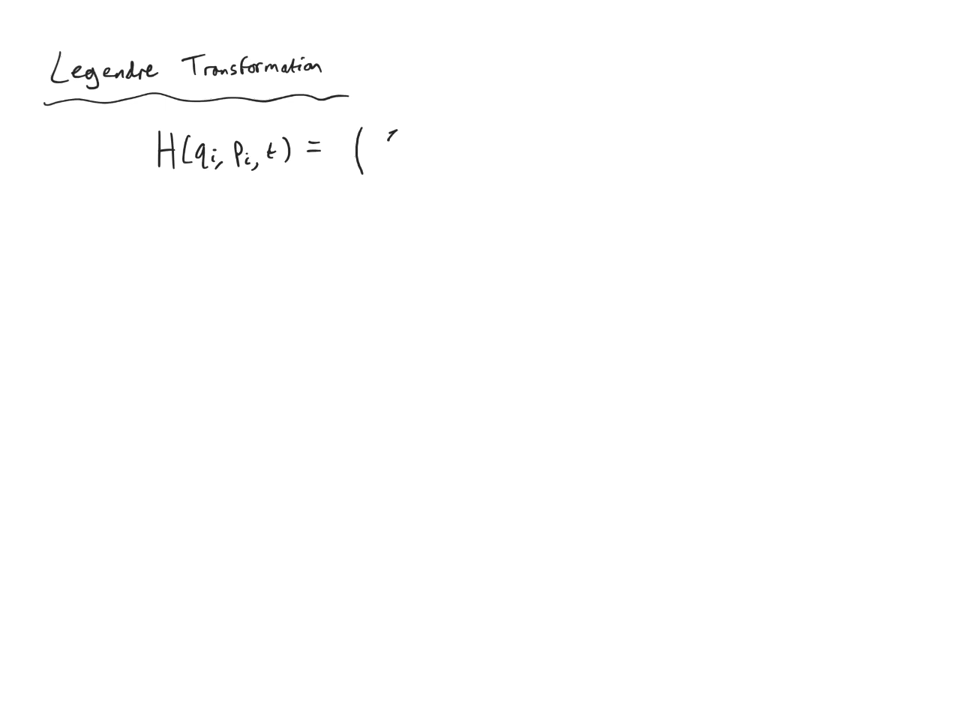 Legendre Transformation
H(qᵢ, pᵢ, t) = (